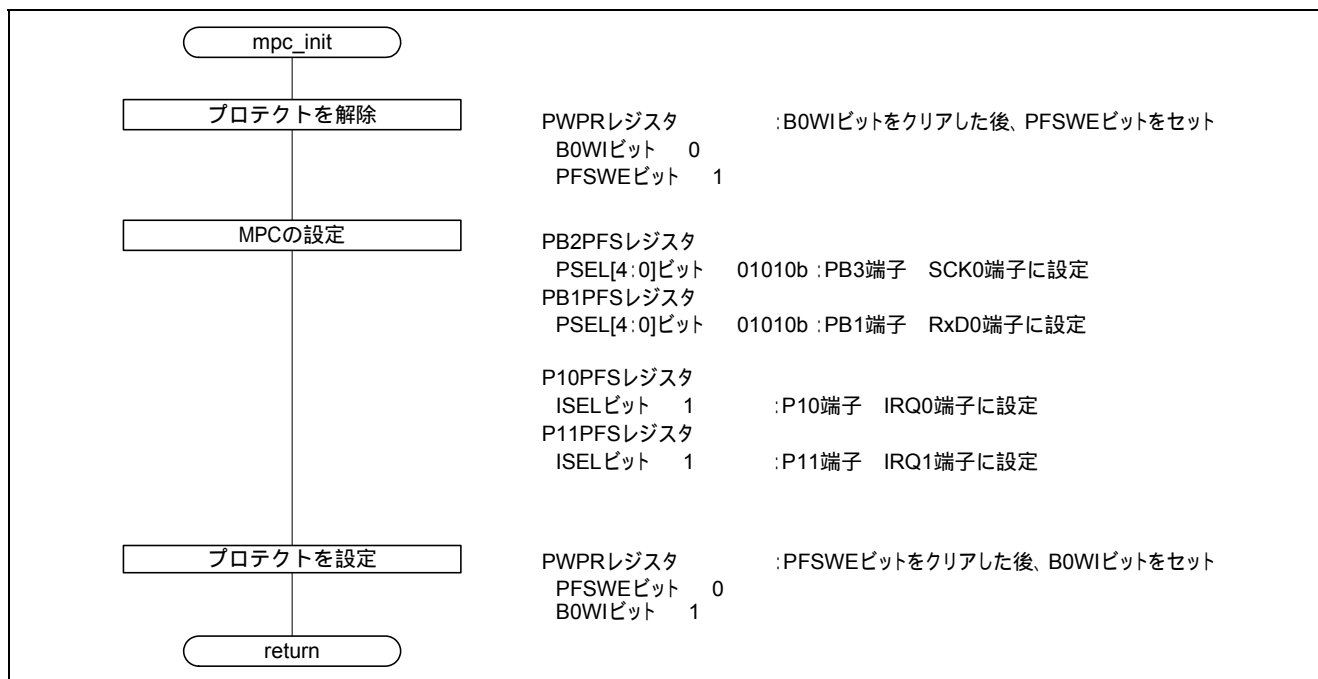 mpc_init
プロテクトを解除
PWPRレジスタ :B0WIビットをクリアした後、PFSWEビットをセット
B0WIビット 0
PFSWEビット 1
MPCの設定
PB2PFSレジスタ
PSEL[4:0]ビット 01010b :PB3端子 SCK0端子に設定
PB1PFSレジスタ
PSEL[4:0]ビット 01010b :PB1端子 RxD0端子に設定
P10PFSレジスタ
ISELビット 1 :P10端子 IRQ0端子に設定
P11PFSレジスタ
ISELビット 1 :P11端子 IRQ1端子に設定
プロテクトを設定
PWPRレジスタ :PFSWEビットをクリアした後、B0WIビットをセット
PFSWEビット 0
B0WIビット 1
return